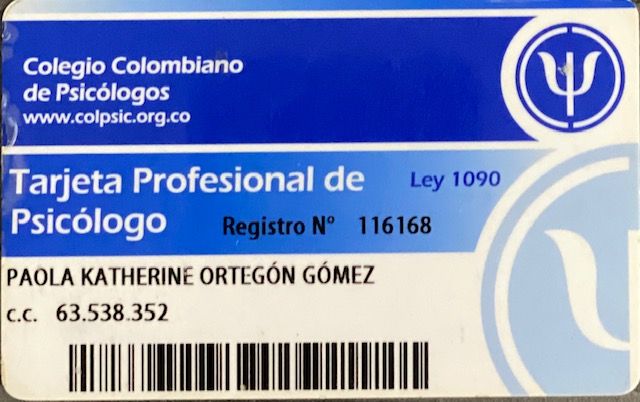 Colegio Colombiano
de Psicólogos
www.colpsic.org.co
Tarjeta Profesional de Ley 1090
Psicólogo Registro Nº 116168
PAOLA KATHERINE ORTEGÓN GÓMEZ
C.C. 63.538.352